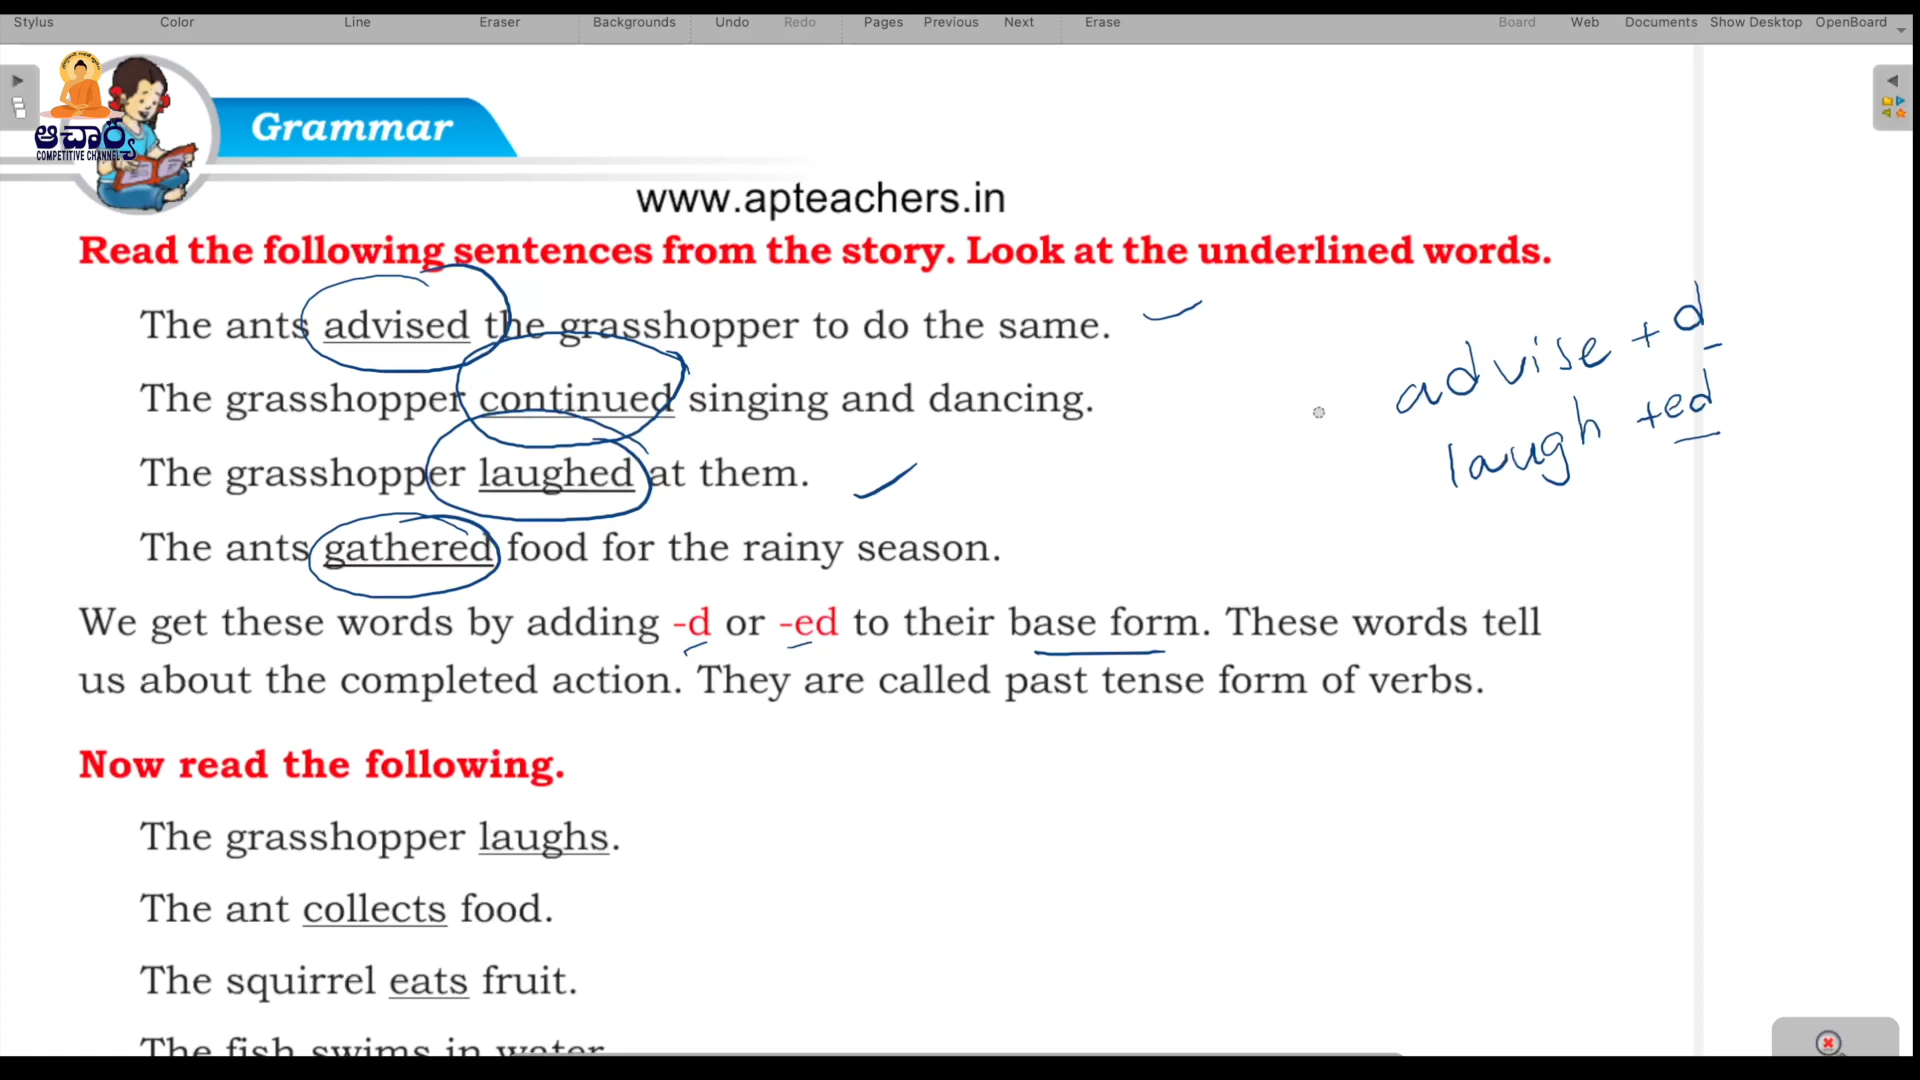 Stylus Color Line Eraser Backgrounds Undo Redo Pages Previous Next Erase Board Web Documents Show Desktop OpenBoard
ఆచార్య
COMPETITIVE CHANNEL
Grammar
www.apteachers.in
Read the following sentences from the story. Look at the underlined words.
The ants advised the grasshopper to do the same.
The grasshopper continued singing and dancing.
The grasshopper laughed at them.
The ants gathered food for the rainy season.
advise + d
laugh + ed
We get these words by adding -d or -ed to their base form. These words tell
us about the completed action. They are called past tense form of verbs.
Now read the following.
The grasshopper laughs.
The ant collects food.
The squirrel eats fruit.
The fish swims in water